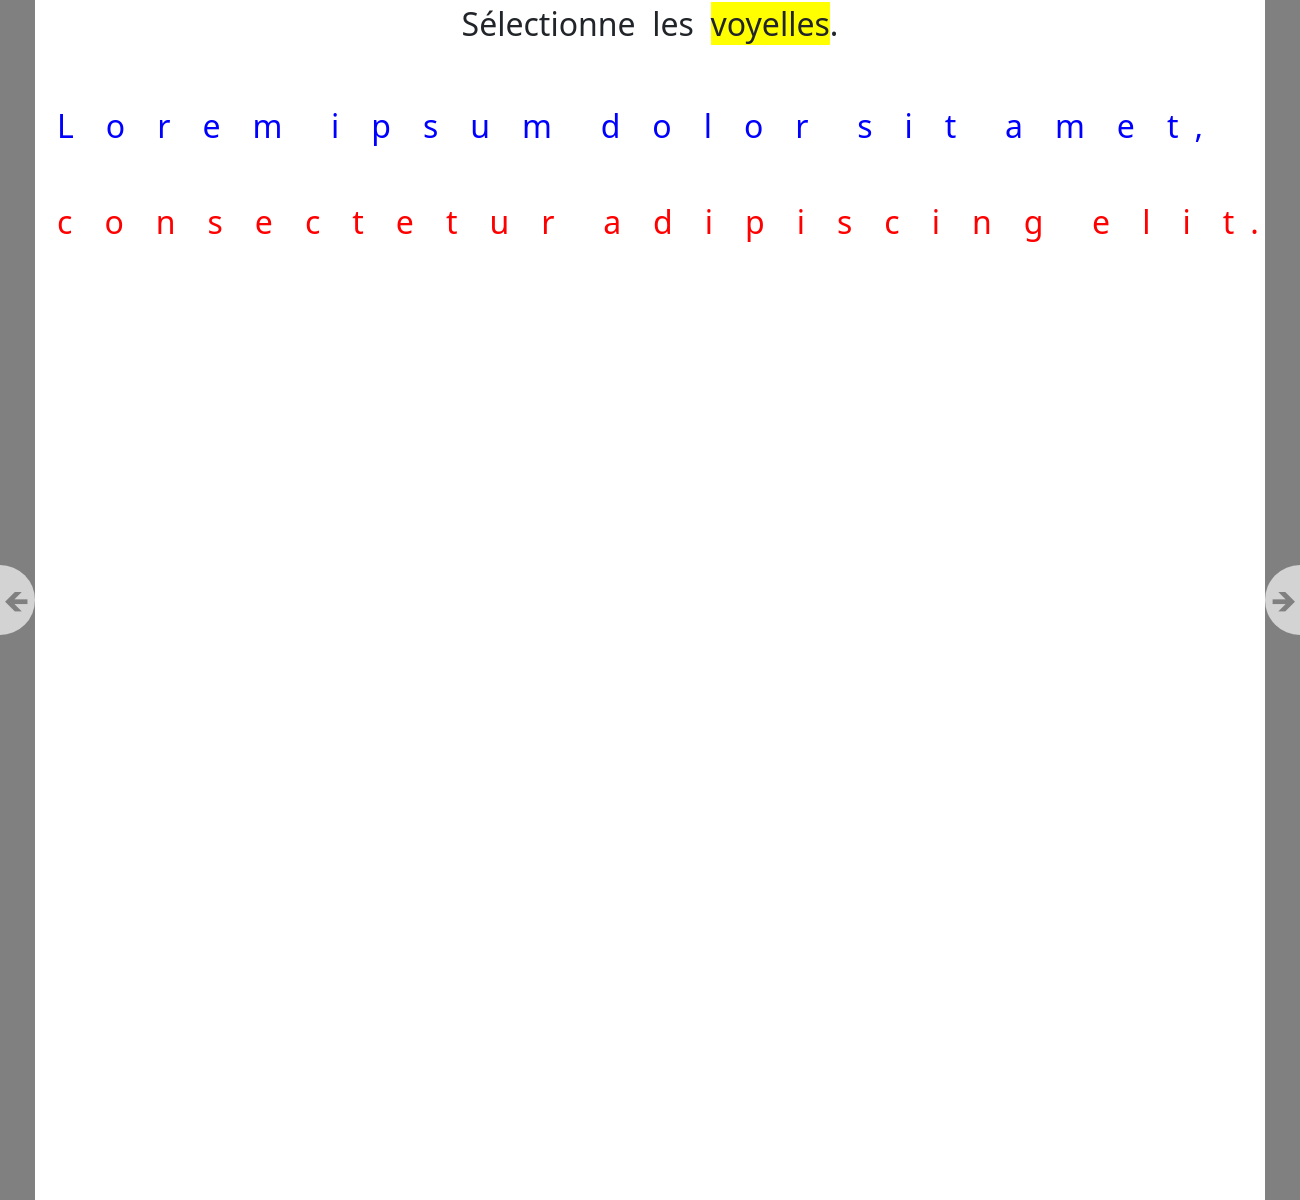 Sélectionne les voyelles.
L o r e m i p s u m d o l o r s i t a m e t ,
c o n s e c t e t u r a d i p i s c i n g e l i t .